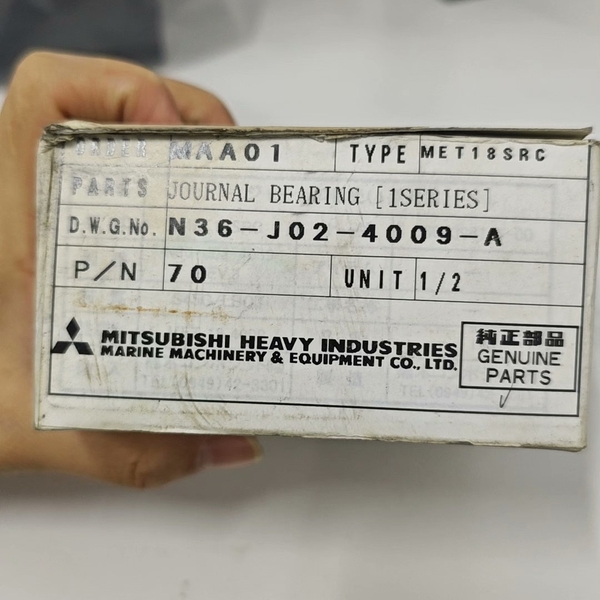 ORDER MAA01 TYPE MET18SRC
PARTS JOURNAL BEARING [1SERIES]
D.W.G.No. N36-J02-4009-A
P/N 70 UNIT 1/2
MITSUBISHI HEAVY INDUSTRIES
MARINE MACHINERY & EQUIPMENT CO., LTD.
純正部品
GENUINE
PARTS